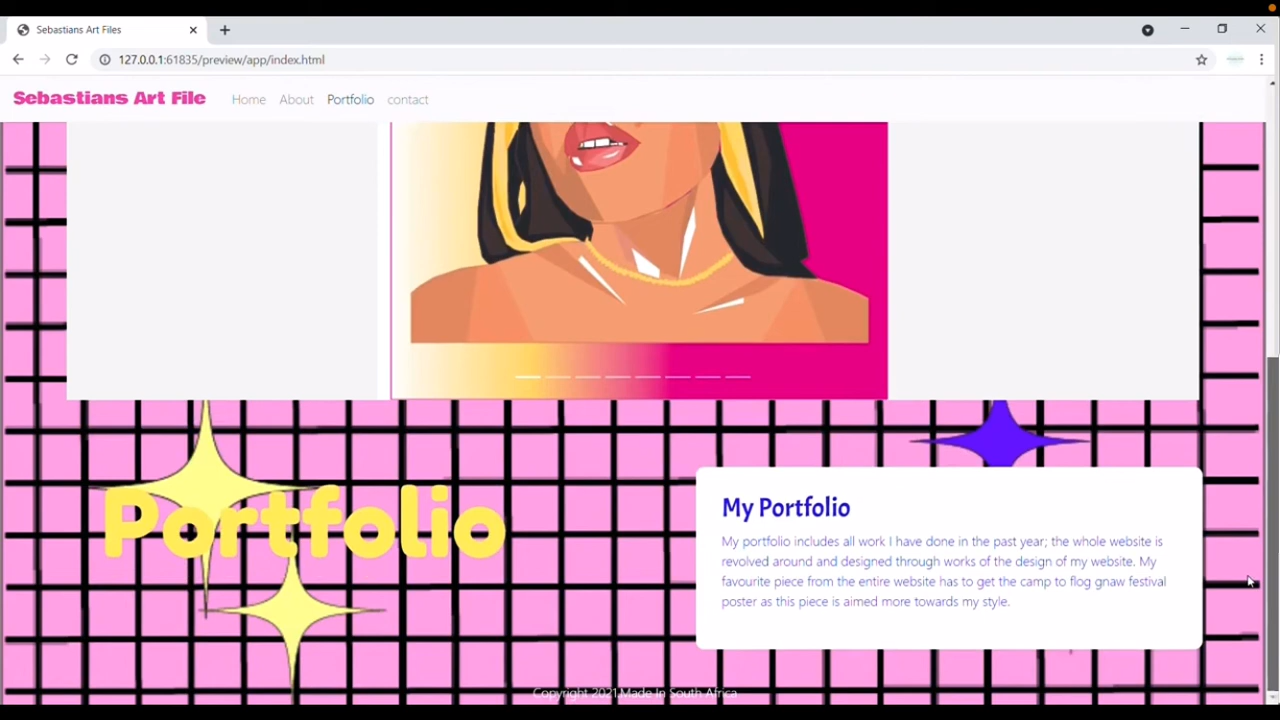 Sebastians Art Files
127.0.0.1:61835/preview/app/index.html
Sebastians Art File Home About Portfolio contact
Portfolio
My Portfolio
My portfolio includes all work I have done in the past year; the whole website is
revolved around and designed through works of the design of my website. My
favourite piece from the entire website has to get the camp to flog gnaw festival
poster as this piece is aimed more towards my style.
Copyright 2021.Made In South Africa